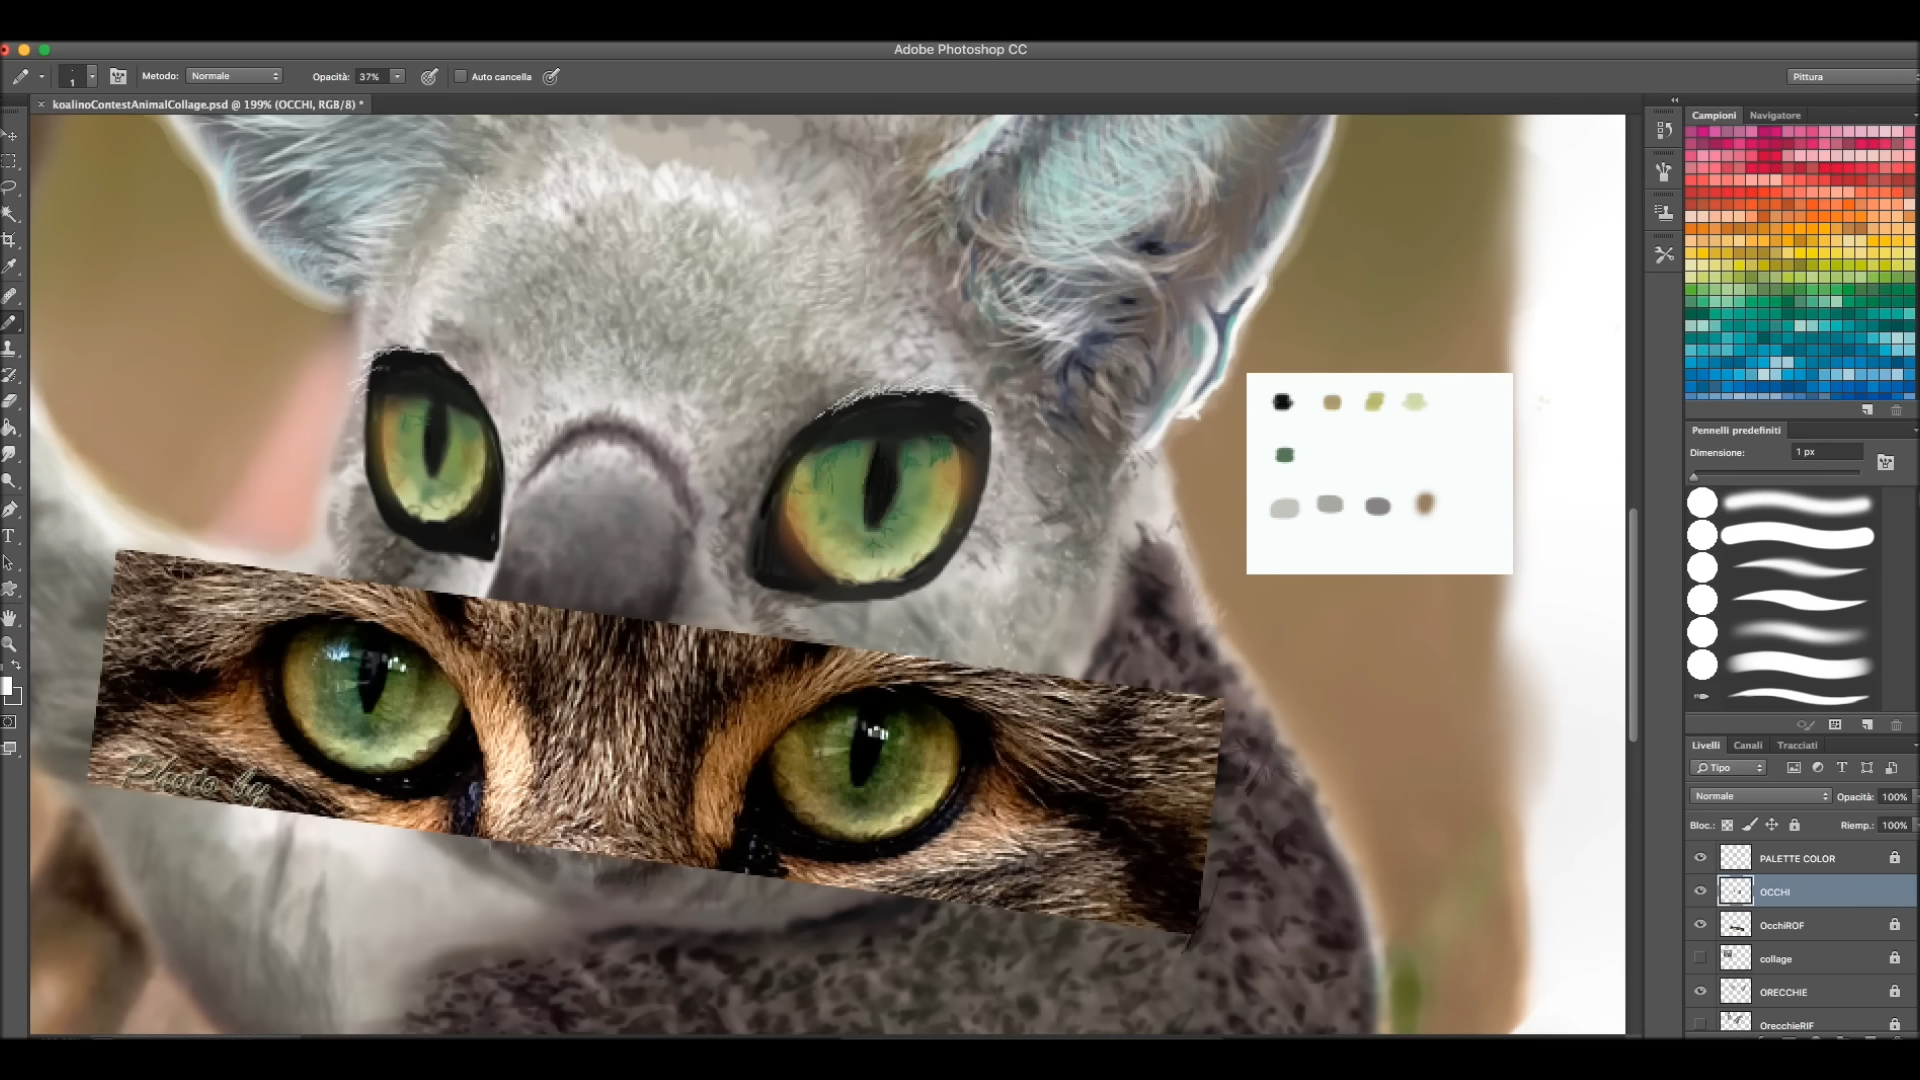 Adobe Photoshop CC
1 Metodo: Normale Opacità: 37% Auto cancella Pittura
× koalinoContestAnimalCollage.psd @ 199% (OCCHI, RGB/8) *
Campioni Navigatore
Pennelli predefiniti
Dimensione: 1 px
Photo by
Livelli Canali Tracciati
Tipo
Normale Opacità: 100%
Bloc.: Riemp.: 100%
PALETTE COLOR
OCCHI
OcchiROF
collage
ORECCHIE
OrecchieRIF